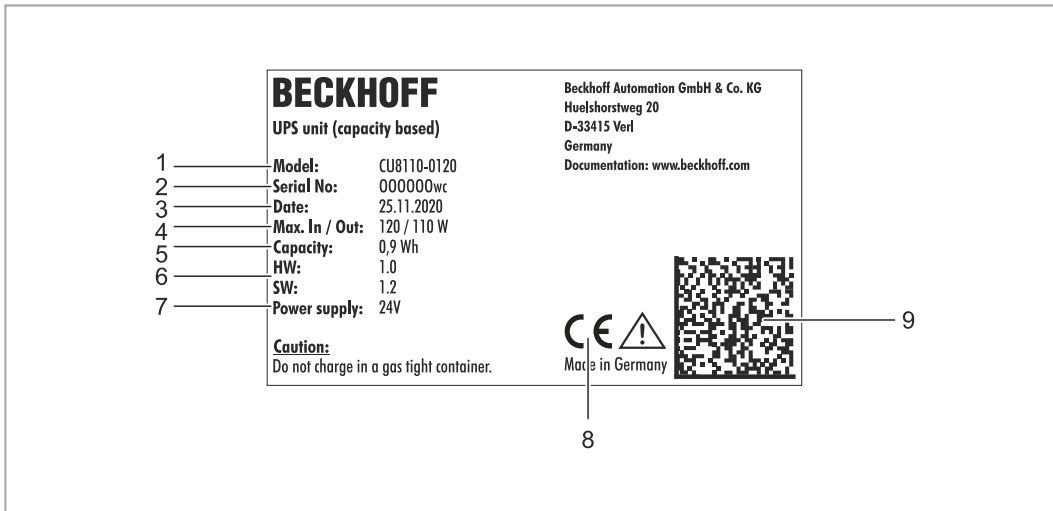 BECKHOFF
UPS unit (capacity based)
Beckhoff Automation GmbH & Co. KG
Huelshorstweg 20
D-33415 Verl
Germany
Documentation: www.beckhoff.com
1 Model: CU8110-0120
2 Serial No: 000000wc
3 Date: 25.11.2020
4 Max. In / Out: 120 / 110 W
5 Capacity: 0,9 Wh
6 HW: 1.0
SW: 1.2
7 Power supply: 24V
Caution:
Do not charge in a gas tight container.
CE
Made in Germany
8
9